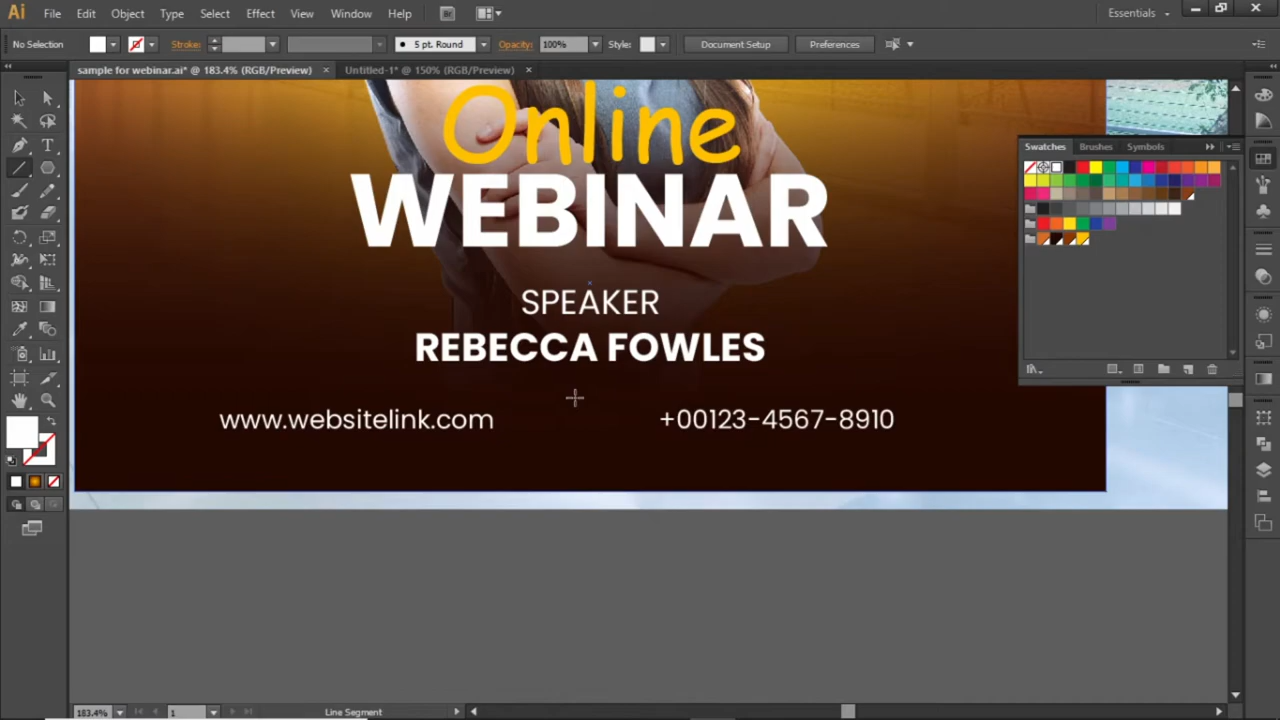 Ai File Edit Object Type Select Effect View Window Help Essentials
No Selection Stroke: 5 pt. Round Opacity: 100% Style: Document Setup Preferences
sample for webinar.ai* @ 183.4% (RGB/Preview) × Untitled-1* @ 150% (RGB/Preview) ×
Swatches Brushes Symbols
Online
WEBINAR
SPEAKER
REBECCA FOWLES
www.websitelink.com +00123-4567-8910
183.4% 1 Line Segment